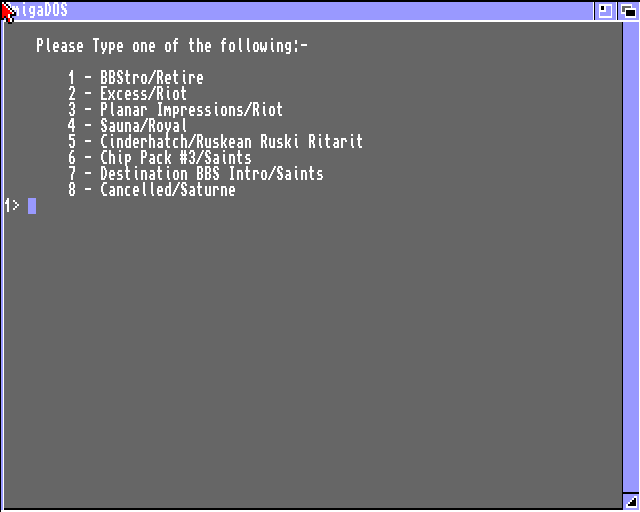 AmigaDOS
Please Type one of the following:-
1 - BBStro/Retire
2 - Excess/Riot
3 - Planar Impressions/Riot
4 - Sauna/Royal
5 - Cinderhatch/Ruskean Ruski Ritarit
6 - Chip Pack #3/Saints
7 - Destination BBS Intro/Saints
8 - Cancelled/Saturne
1>